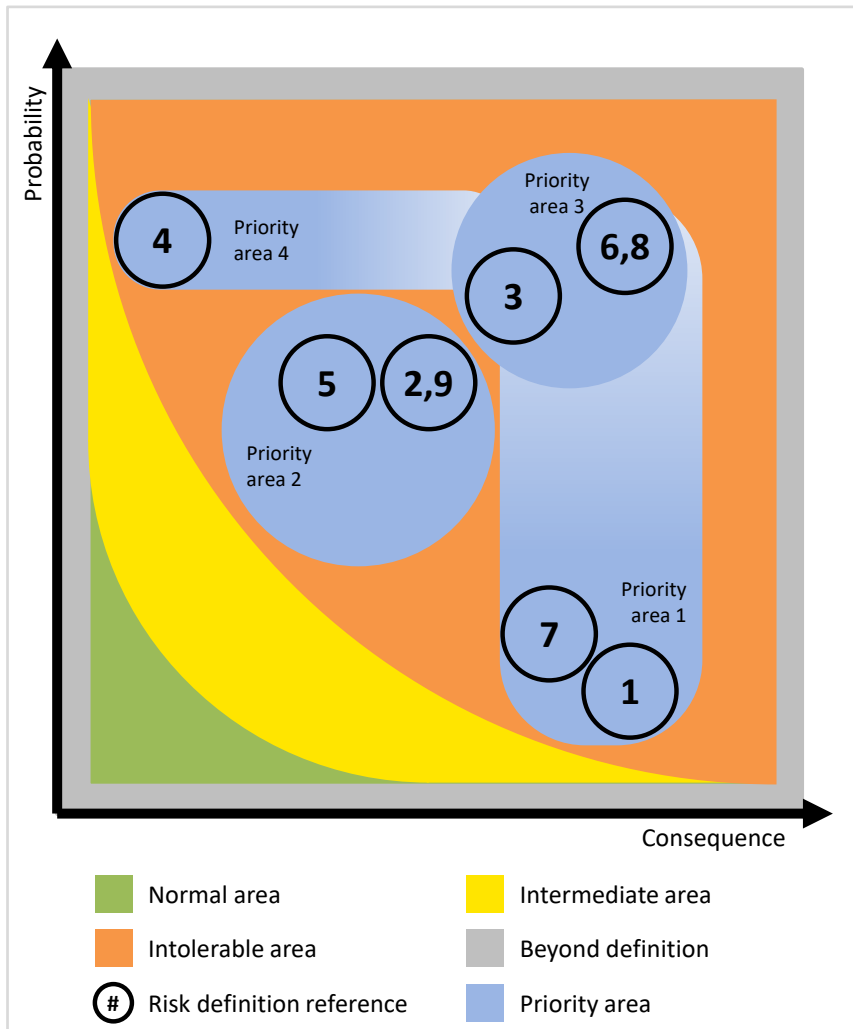 Probability
Priority
area 3
4
Priority
area 4
6,8
3
5
2,9
Priority
area 2
Priority
area 1
7
1
Consequence
Normal area
Intermediate area
Intolerable area
Beyond definition
# Risk definition reference
Priority area